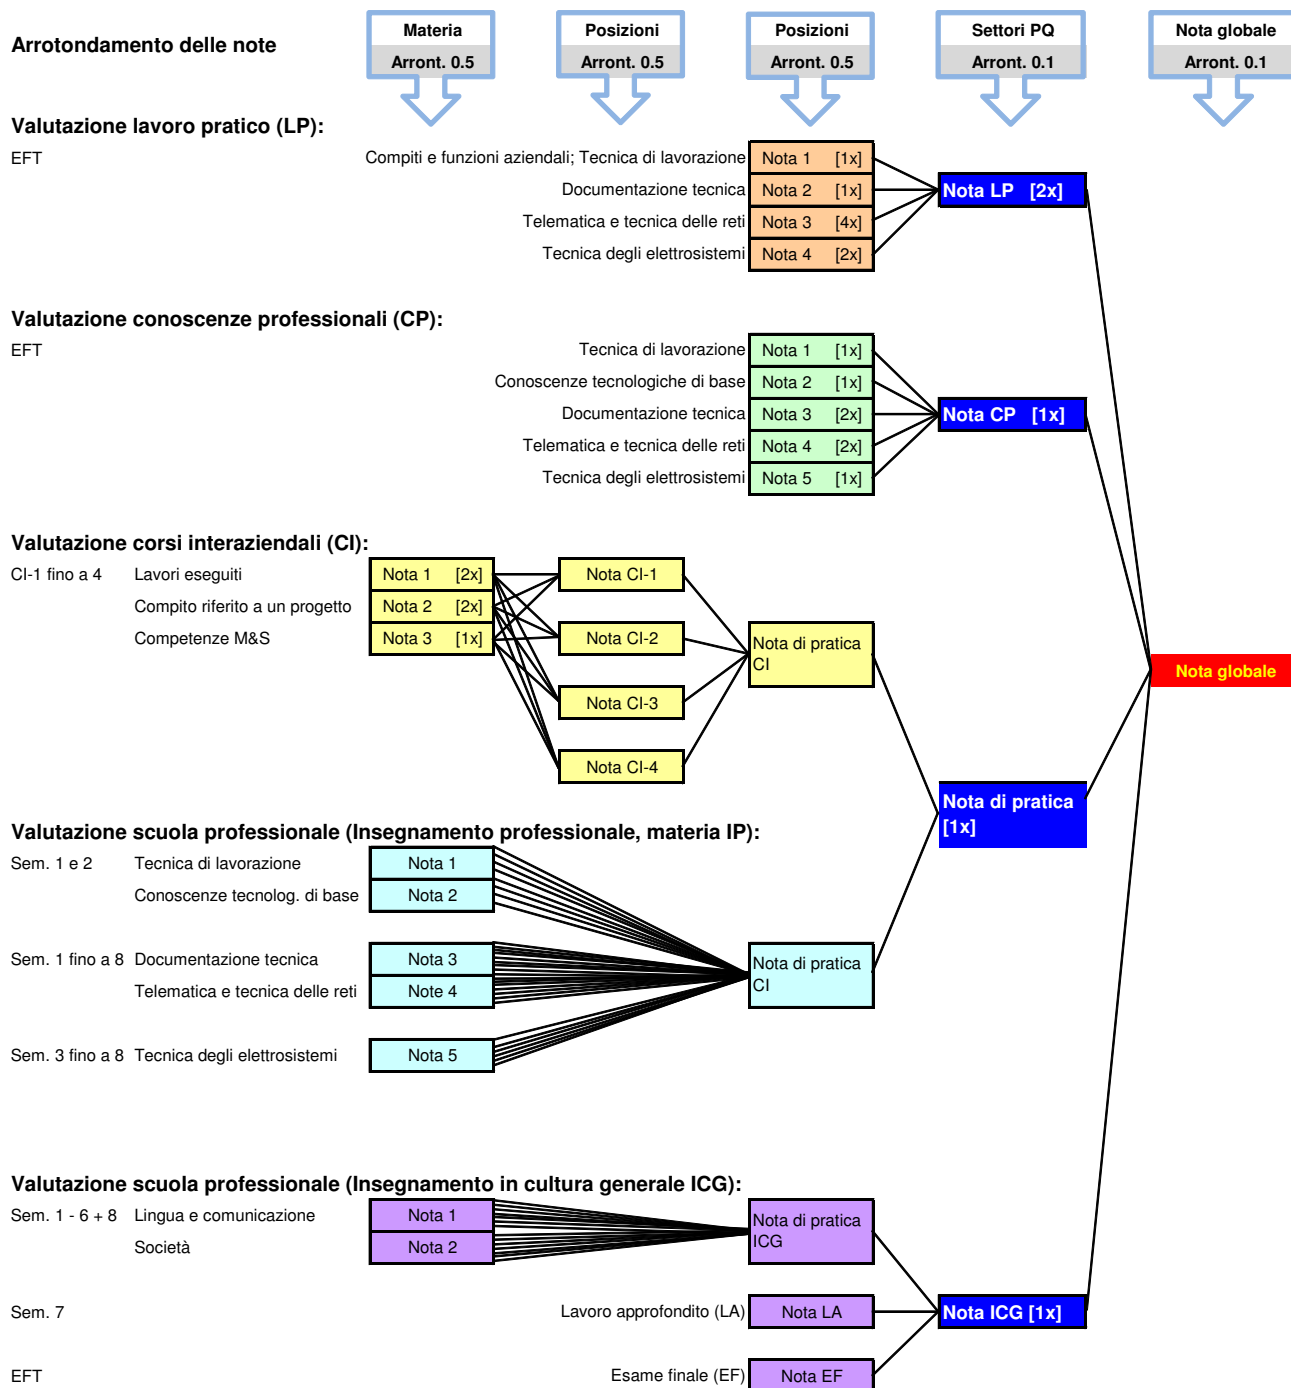 Arrotondamento delle note
Materia
Arront. 0.5
Posizioni
Arront. 0.5
Posizioni
Arront. 0.5
Settori PQ
Arront. 0.1
Nota globale
Arront. 0.1
Valutazione lavoro pratico (LP):
EFT
Compiti e funzioni aziendali; Tecnica di lavorazione Nota 1 [1x]
Documentazione tecnica Nota 2 [1x]
Telematica e tecnica delle reti Nota 3 [4x]
Tecnica degli elettrosistemi Nota 4 [2x]
Nota LP [2x]
Valutazione conoscenze professionali (CP):
EFT
Tecnica di lavorazione Nota 1 [1x]
Conoscenze tecnologiche di base Nota 2 [1x]
Documentazione tecnica Nota 3 [2x]
Telematica e tecnica delle reti Nota 4 [2x]
Tecnica degli elettrosistemi Nota 5 [1x]
Nota CP [1x]
Valutazione corsi interaziendali (CI):
CI-1 fino a 4 Lavori eseguiti Nota 1 [2x]
Compito riferito a un progetto Nota 2 [2x]
Competenze M&S Nota 3 [1x]
Nota CI-1
Nota CI-2
Nota CI-3
Nota CI-4
Nota di pratica
CI
Nota globale
Nota di pratica
[1x]
Valutazione scuola professionale (Insegnamento professionale, materia IP):
Sem. 1 e 2 Tecnica di lavorazione Nota 1
Conoscenze tecnolog. di base Nota 2
Sem. 1 fino a 8 Documentazione tecnica Nota 3
Telematica e tecnica delle reti Note 4
Sem. 3 fino a 8 Tecnica degli elettrosistemi Nota 5
Nota di pratica
CI
Valutazione scuola professionale (Insegnamento in cultura generale ICG):
Sem. 1 - 6 + 8 Lingua e comunicazione Nota 1
Società Nota 2
Nota di pratica
ICG
Sem. 7 Lavoro approfondito (LA) Nota LA
Nota ICG [1x]
EFT Esame finale (EF) Nota EF